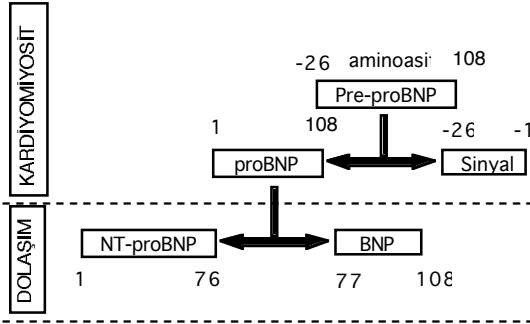 KARDİYOMİYOSİT
-26 aminoasi 108
Pre-proBNP
1 108 -26 -1
proBNP Sinyal
DOLAŞIM
NT-proBNP BNP
1 76 77 108